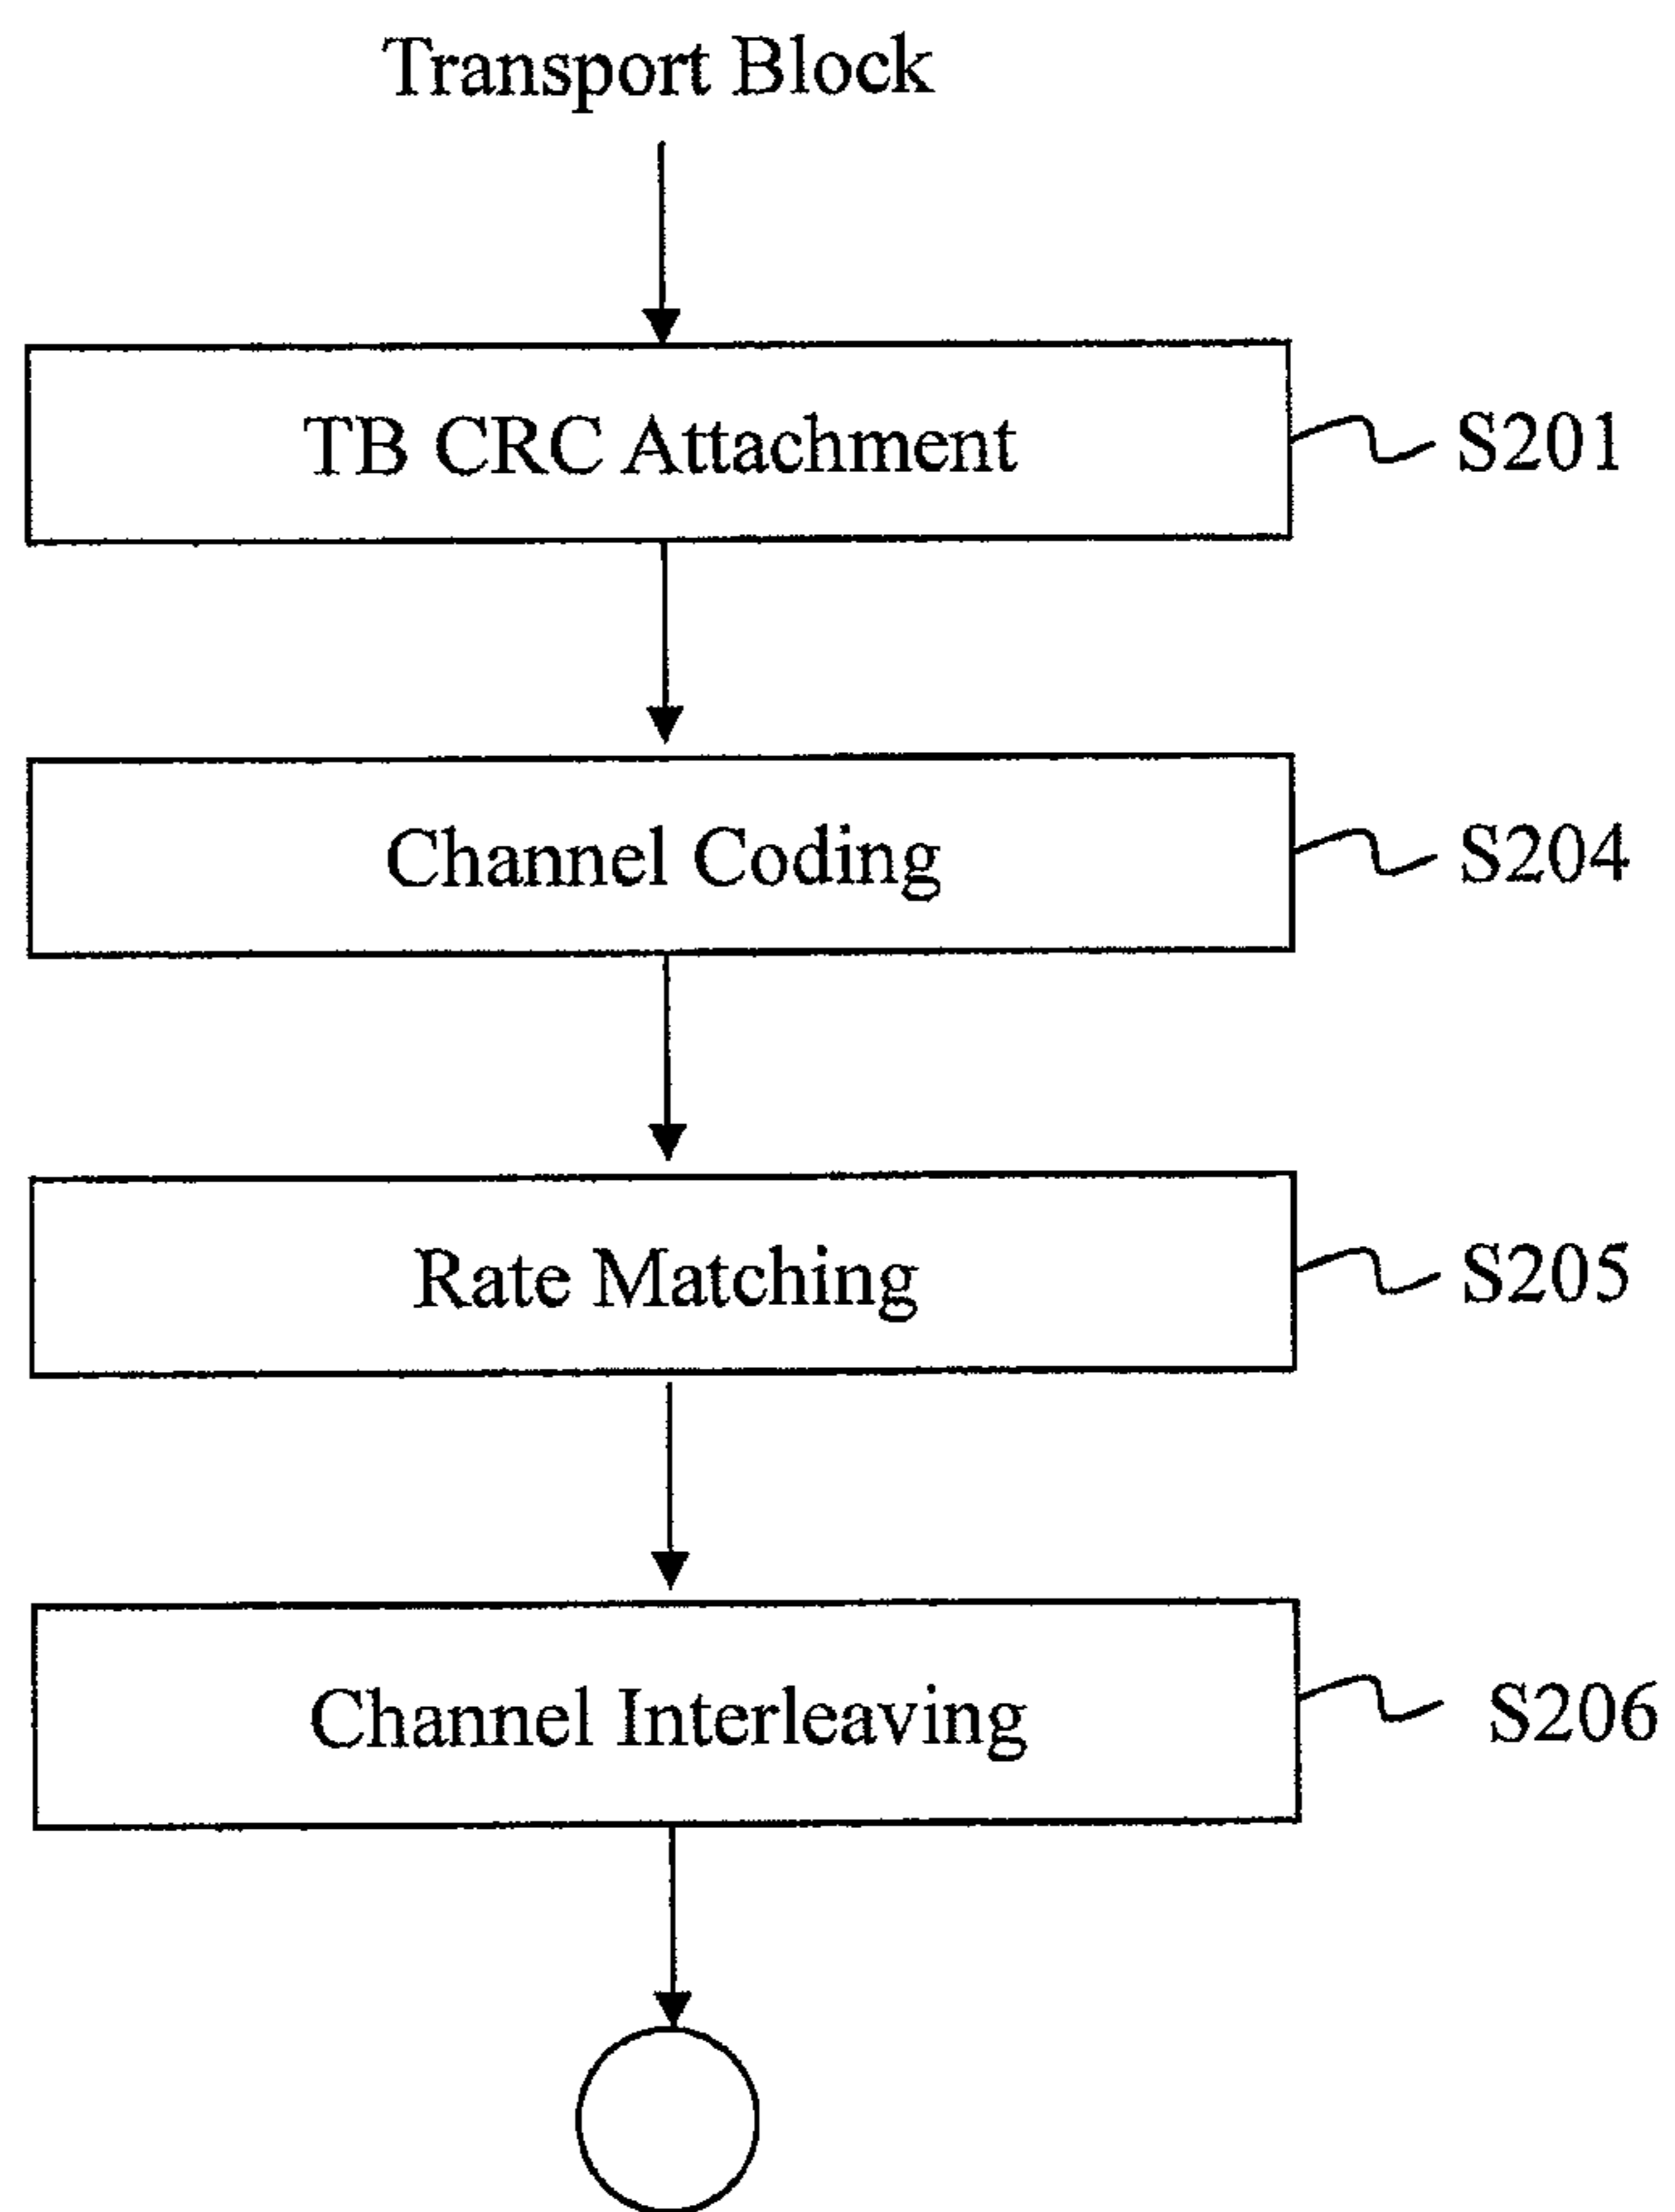 Transport Block
TB CRC Attachment
S201
Channel Coding
S204
Rate Matching
S205
Channel Interleaving
S206